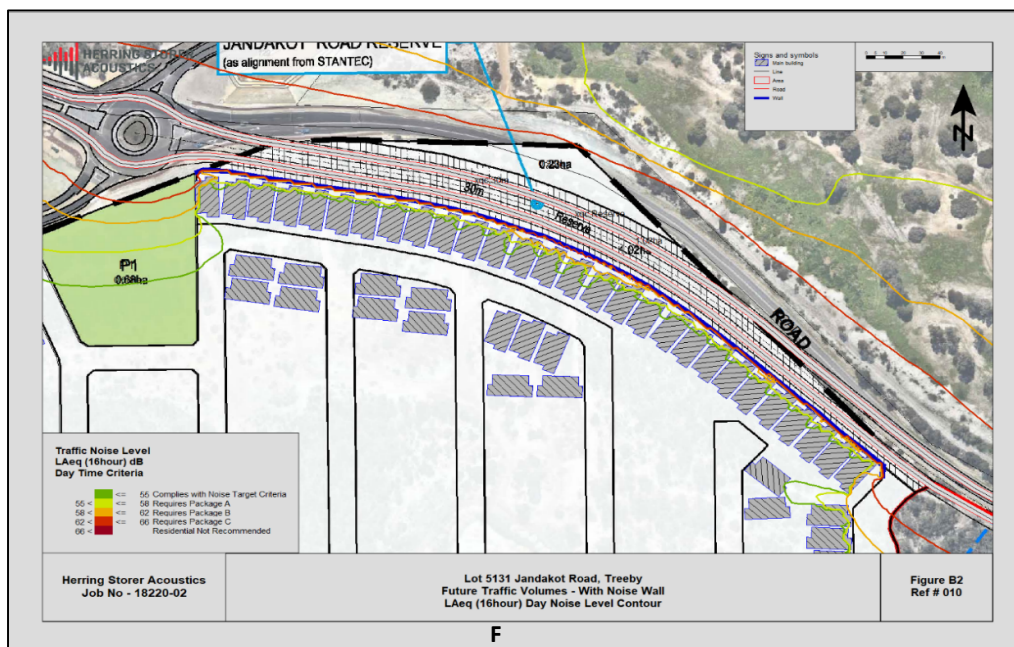 HERRING STORER
ACOUSTICS
JANDAKOT ROAD RESERVE
(as alignment from STANTEC)
Signs and symbols
Main building
Line
Area
Road
Wall
N
0.23ha
30m
Reserve
ROAD
P1
0.68ha
Traffic Noise Level
LAeq (16hour) dB
Day Time Criteria
<= 55 Complies with Noise Target Criteria
55 < <= 58 Requires Package A
58 < <= 62 Requires Package B
62 < <= 66 Requires Package C
66 < Residential Not Recommended
Herring Storer Acoustics
Job No - 18220-02
Lot 5131 Jandakot Road, Treeby
Future Traffic Volumes - With Noise Wall
LAeq (16hour) Day Noise Level Contour
Figure B2
Ref # 010
F